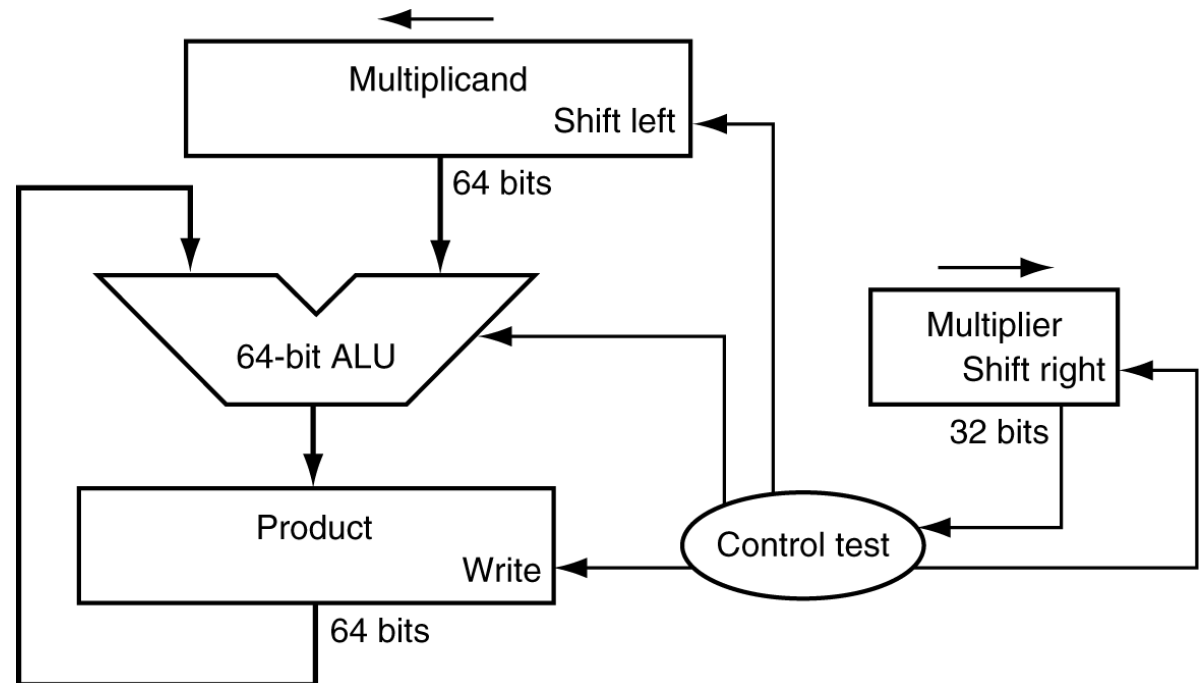 Multiplicand
Shift left
64 bits
64-bit ALU
Multiplier
Shift right
32 bits
Product
Write
Control test
64 bits